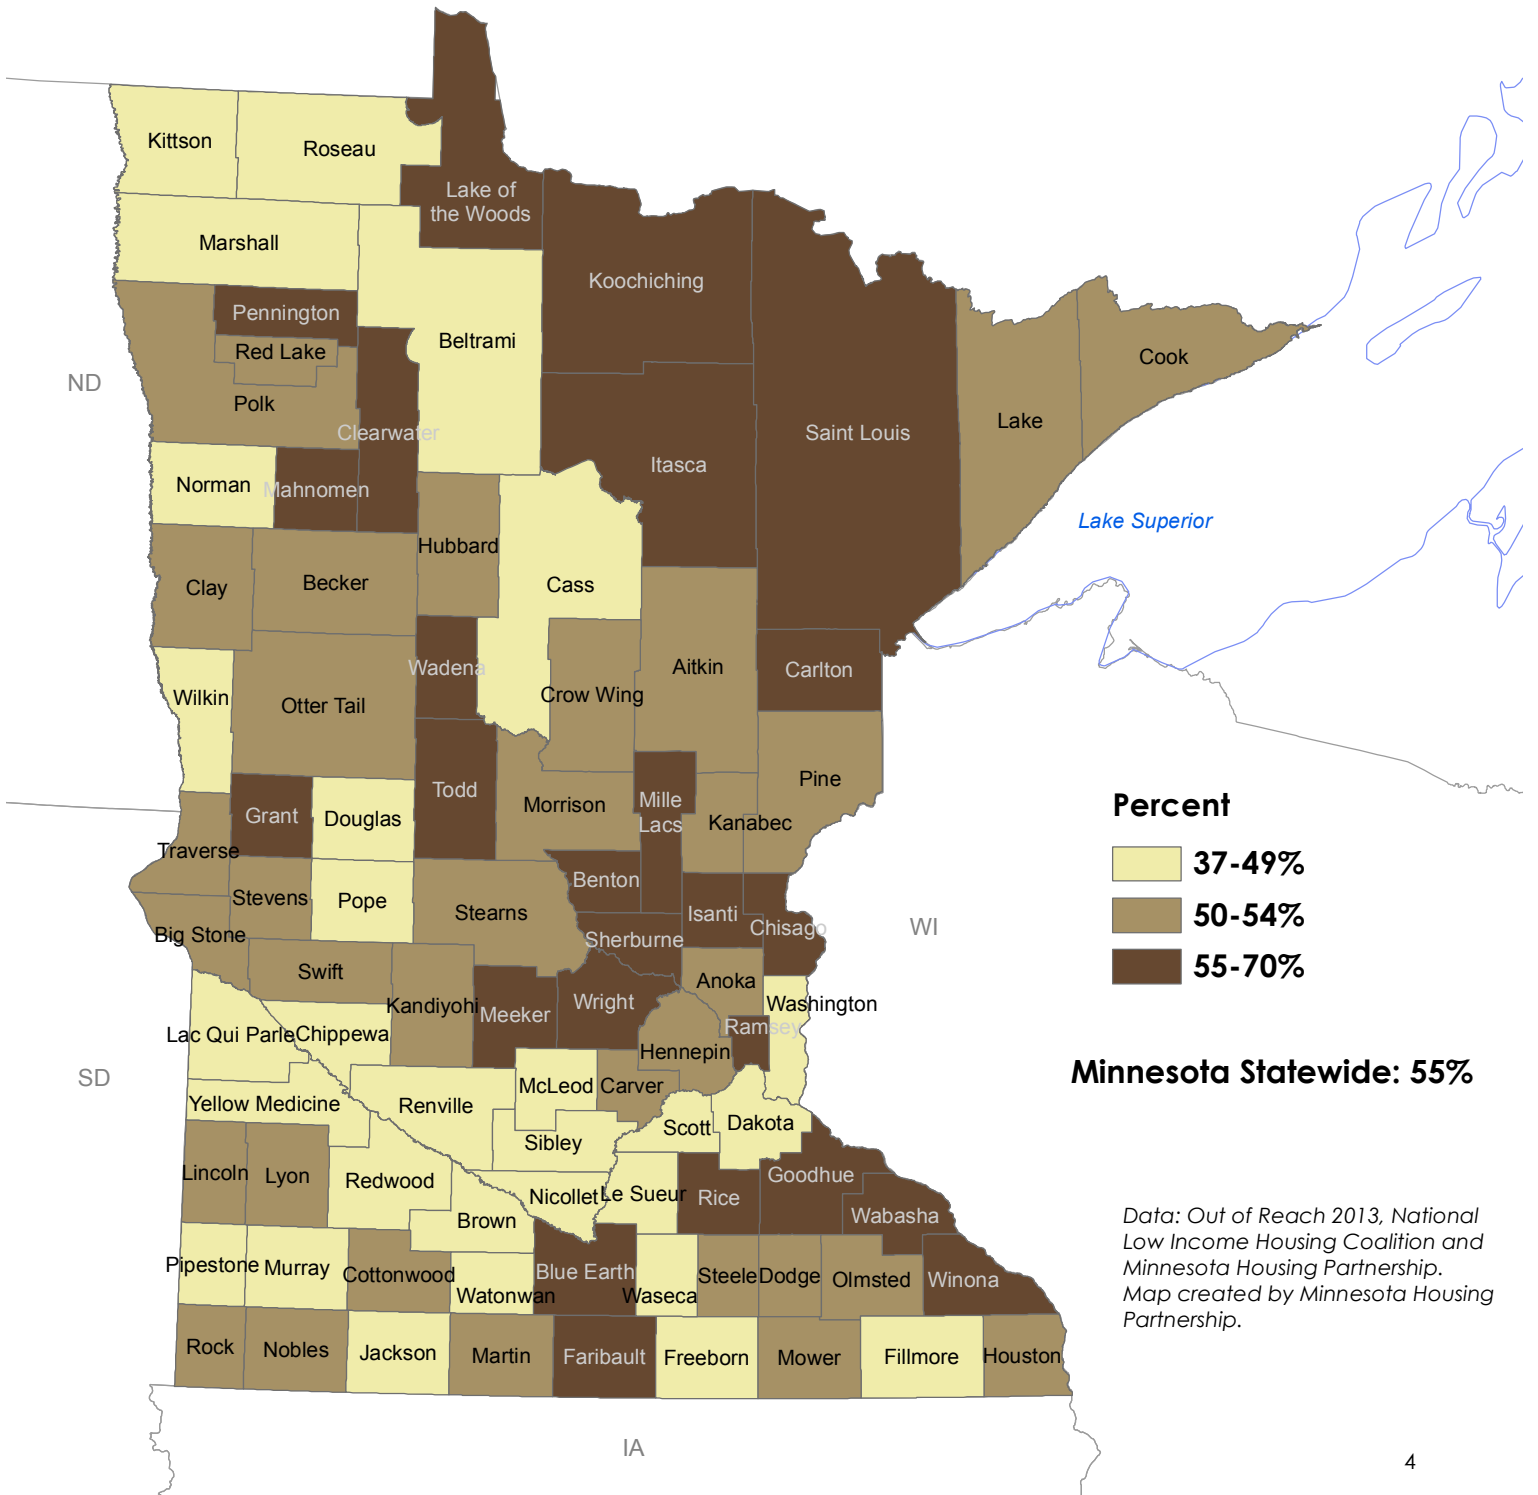 Kittson
Roseau
Lake of
the Woods
Marshall
Koochiching
Pennington
Beltrami
Red Lake
Cook
ND
Polk
Lake
Clearwater
Saint Louis
Itasca
Norman
Mahnomen
Lake Superior
Hubbard
Clay
Becker
Cass
Wadena
Aitkin
Carlton
Wilkin
Otter Tail
Crow Wing
Pine
Todd
Mille
Lacs
Morrison
Grant
Douglas
Kanabec
Traverse
Benton
Stevens
Pope
Stearns
Isanti
Chisago
WI
Big Stone
Sherburne
Swift
Anoka
Kandiyohi
Meeker
Wright
Washington
Lac Qui Parle
Chippewa
Ramsey
Hennepin
SD
McLeod
Carver
Yellow Medicine
Renville
Scott
Dakota
Sibley
Lincoln
Lyon
Redwood
Nicollet
Le Sueur
Rice
Goodhue
Brown
Wabasha
Pipestone
Murray
Cottonwood
Watonwan
Blue Earth
Waseca
Steele
Dodge
Olmsted
Winona
Rock
Nobles
Jackson
Martin
Faribault
Freeborn
Mower
Fillmore
Houston
IA
Percent
37-49%
50-54%
55-70%
Minnesota Statewide: 55%
Data: Out of Reach 2013, National
Low Income Housing Coalition and
Minnesota Housing Partnership.
Map created by Minnesota Housing
Partnership.
4